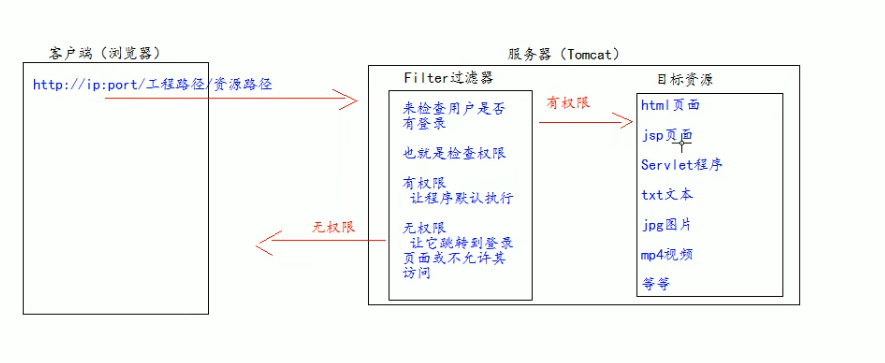 客户端（浏览器）
http://ip:port/工程路径/资源路径
服务器（Tomcat）
Filter过滤器
来检查用户是否
有登录
也就是检查权限
有权限
让程序默认执行
无权限
让它跳转到登录
页面或不允许其
访问
有权限
无权限
目标资源
html页面
jsp页面
Servlet程序
txt文本
jpg图片
mp4视频
等等